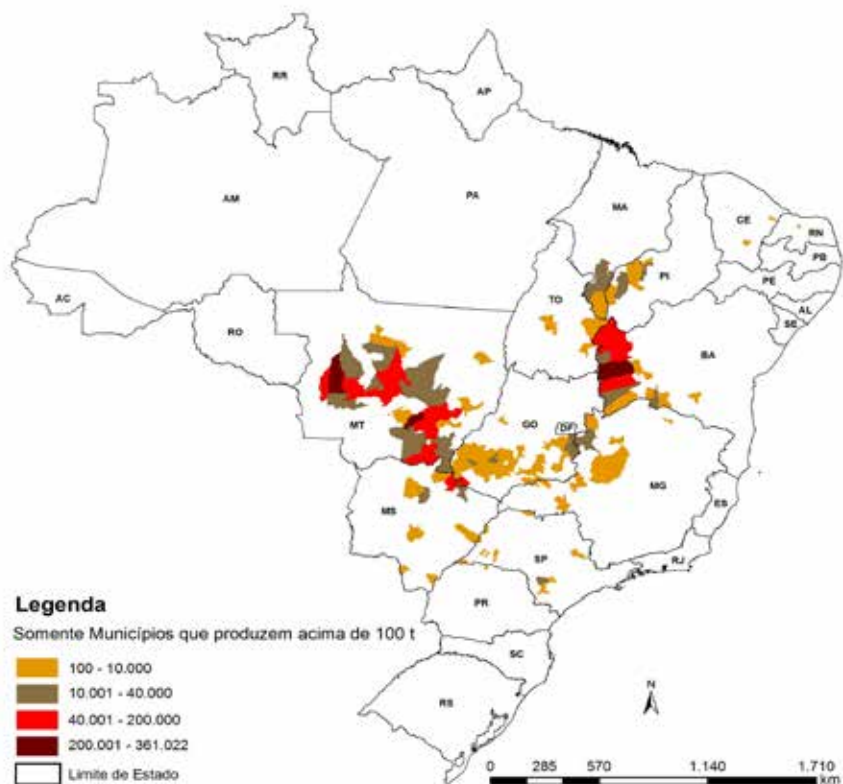 RR
AP
AM
PA
MA
CE
RN
PB
PI
PE
AC
TO
AL
SE
RO
BA
MT
GO
DF
MG
ES
MS
SP
RJ
PR
SC
RS
Legenda
Somente Municípios que produzem acima de 100 t
100 - 10.000
10.001 - 40.000
40.001 - 200.000
200.001 - 361.022
Limite de Estado
N
0 285 570 1.140 1.710
km